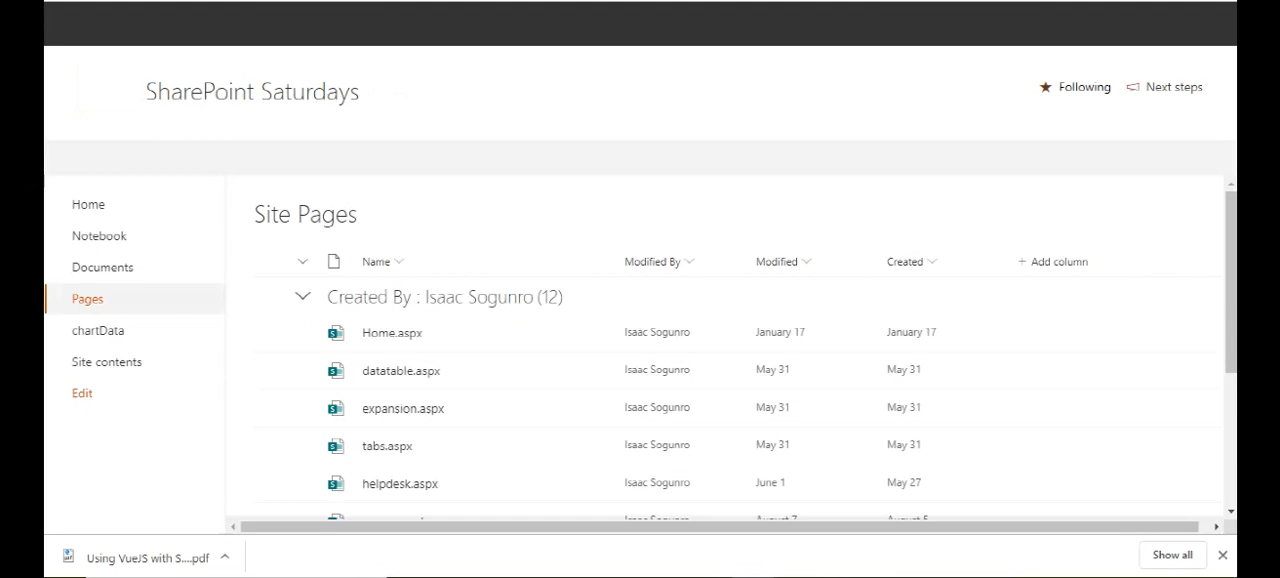 SharePoint Saturdays
Following Next steps
Home
Notebook
Documents
Pages
chartData
Site contents
Edit
Site Pages
Name Modified By Modified Created + Add column
Created By : Isaac Sogunro (12)
Home.aspx Isaac Sogunro January 17 January 17
datatable.aspx Isaac Sogunro May 31 May 31
expansion.aspx Isaac Sogunro May 31 May 31
tabs.aspx Isaac Sogunro May 31 May 31
helpdesk.aspx Isaac Sogunro June 1 May 27
Using VueJS with S....pdf Show all